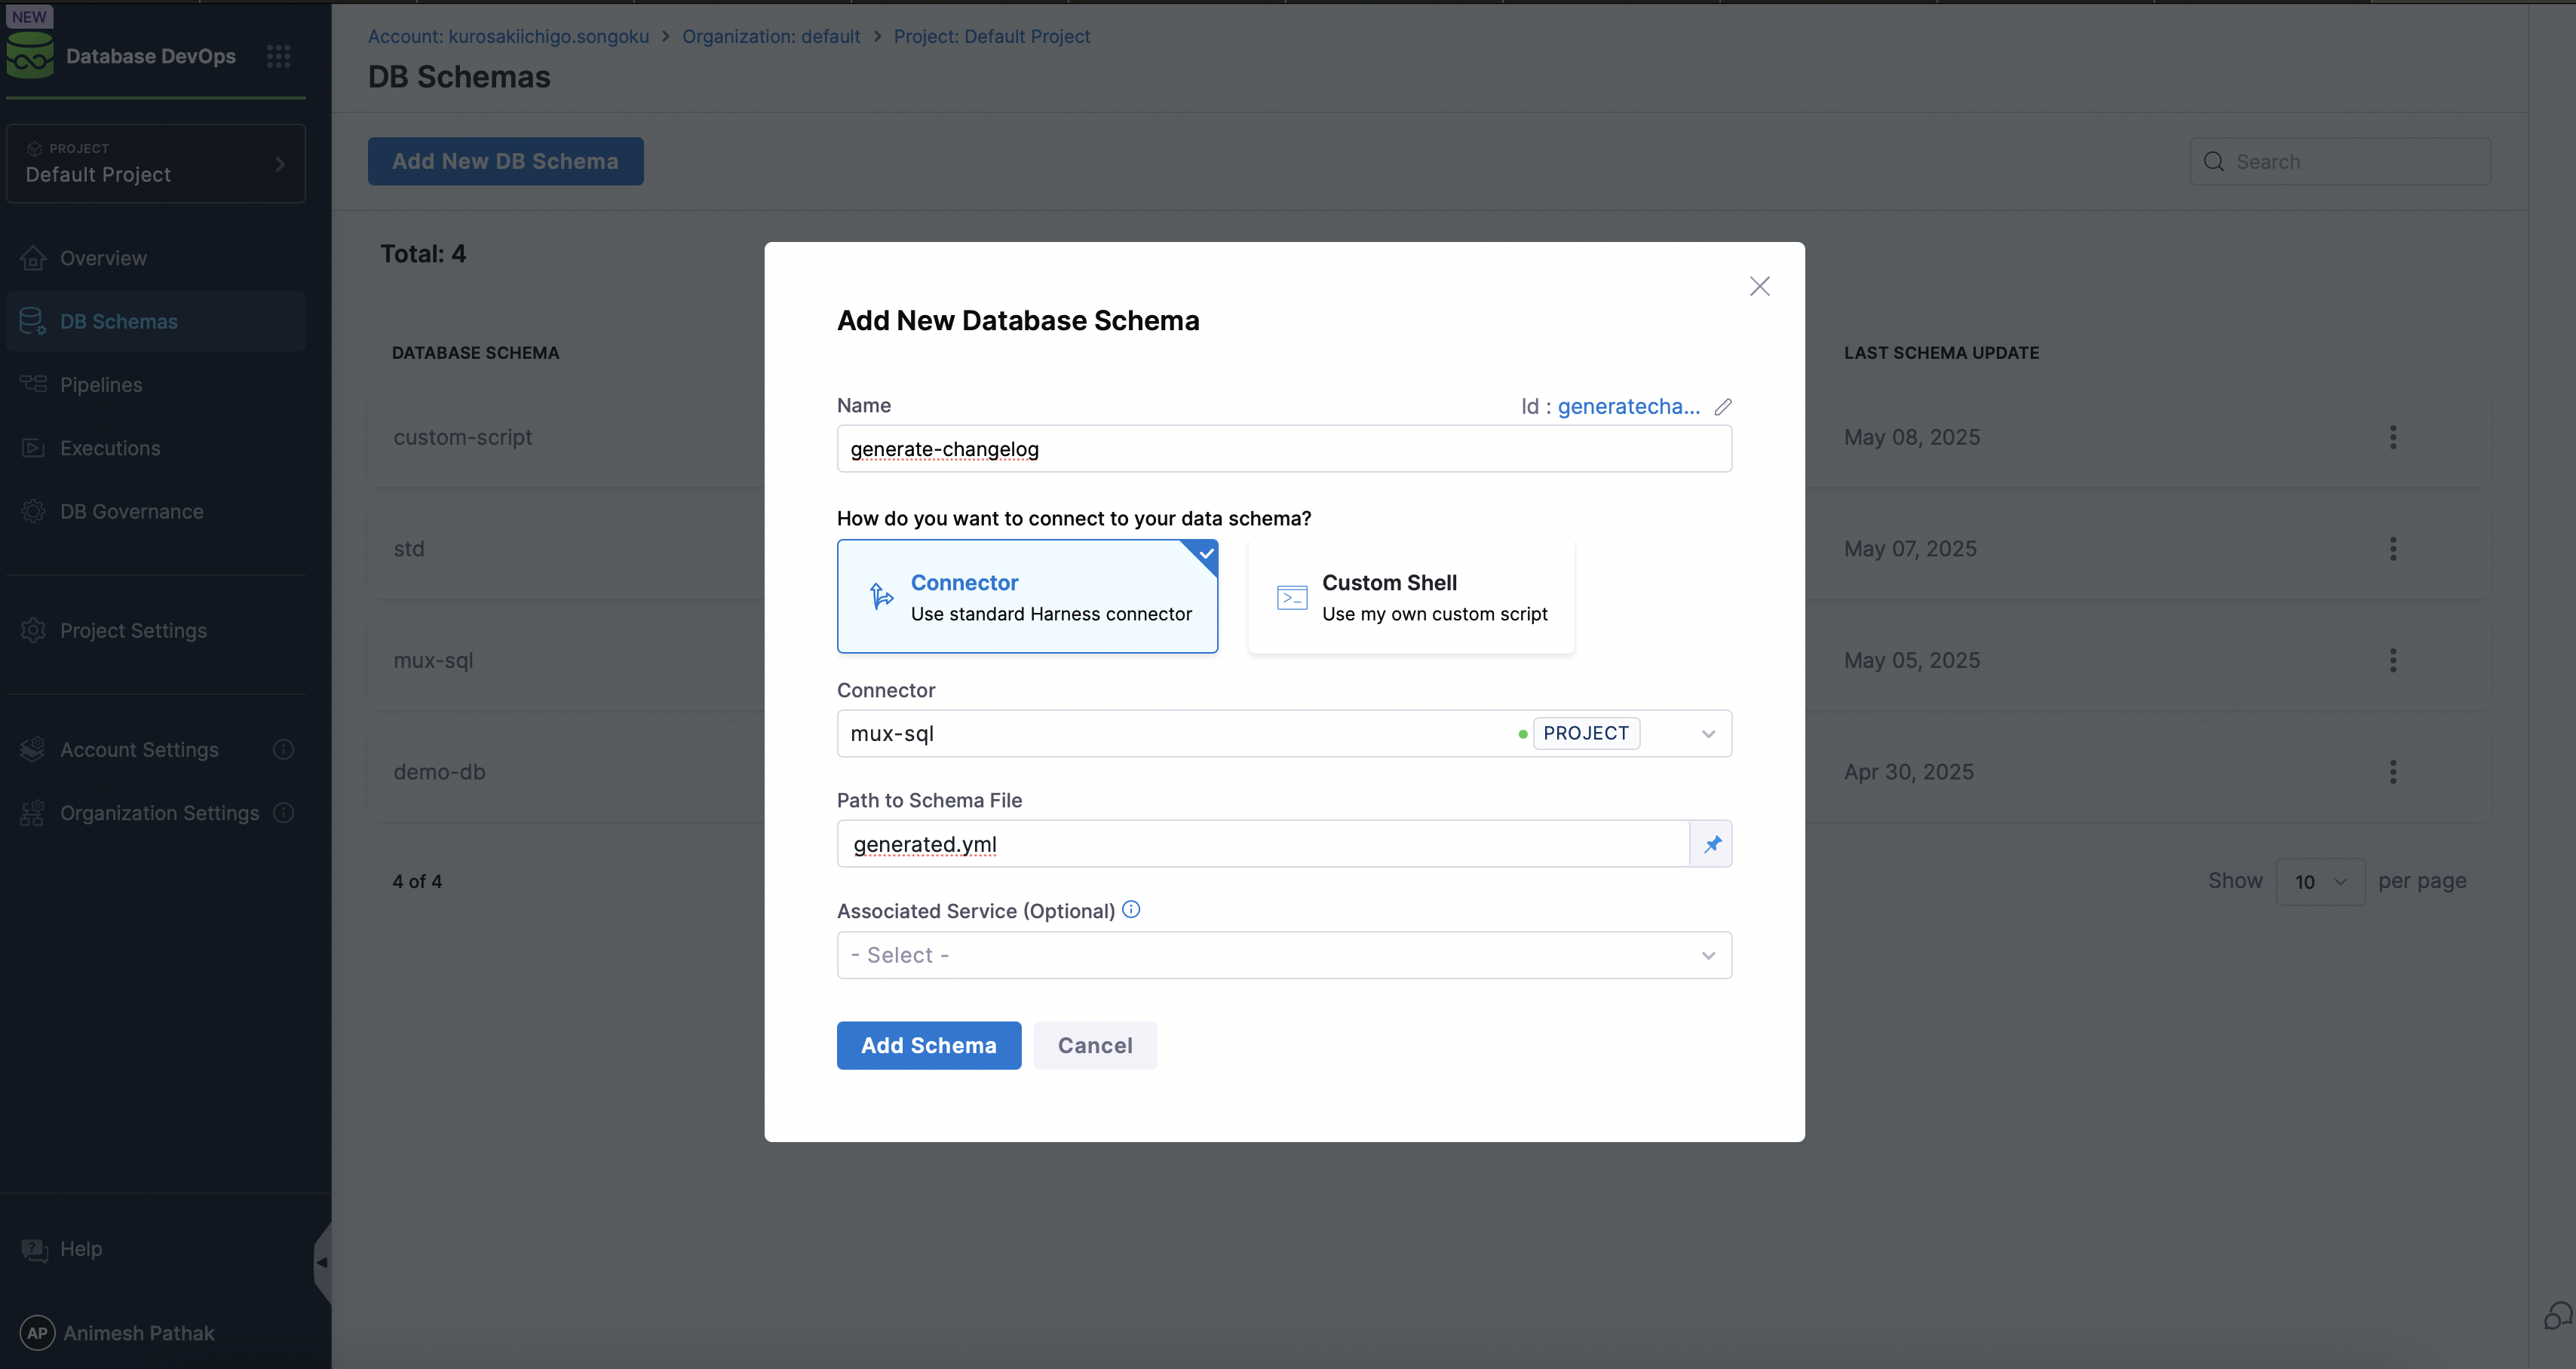 NEW
Database DevOps
PROJECT
Default Project
Overview
DB Schemas
Pipelines
Executions
DB Governance
Project Settings
Account Settings
Organization Settings
Help
AP Animesh Pathak
Account: kurosakiichigo.songoku > Organization: default > Project: Default Project
DB Schemas
Add New DB Schema
Search
Total: 4
DATABASE SCHEMA
LAST SCHEMA UPDATE
custom-script
May 08, 2025
std
May 07, 2025
mux-sql
May 05, 2025
demo-db
Apr 30, 2025
4 of 4
Show 10 per page
Add New Database Schema
Name
Id : generatecha...
generate-changelog
How do you want to connect to your data schema?
Connector
Use standard Harness connector
Custom Shell
Use my own custom script
Connector
mux-sql
PROJECT
Path to Schema File
generated.yml
Associated Service (Optional)
- Select -
Add Schema
Cancel